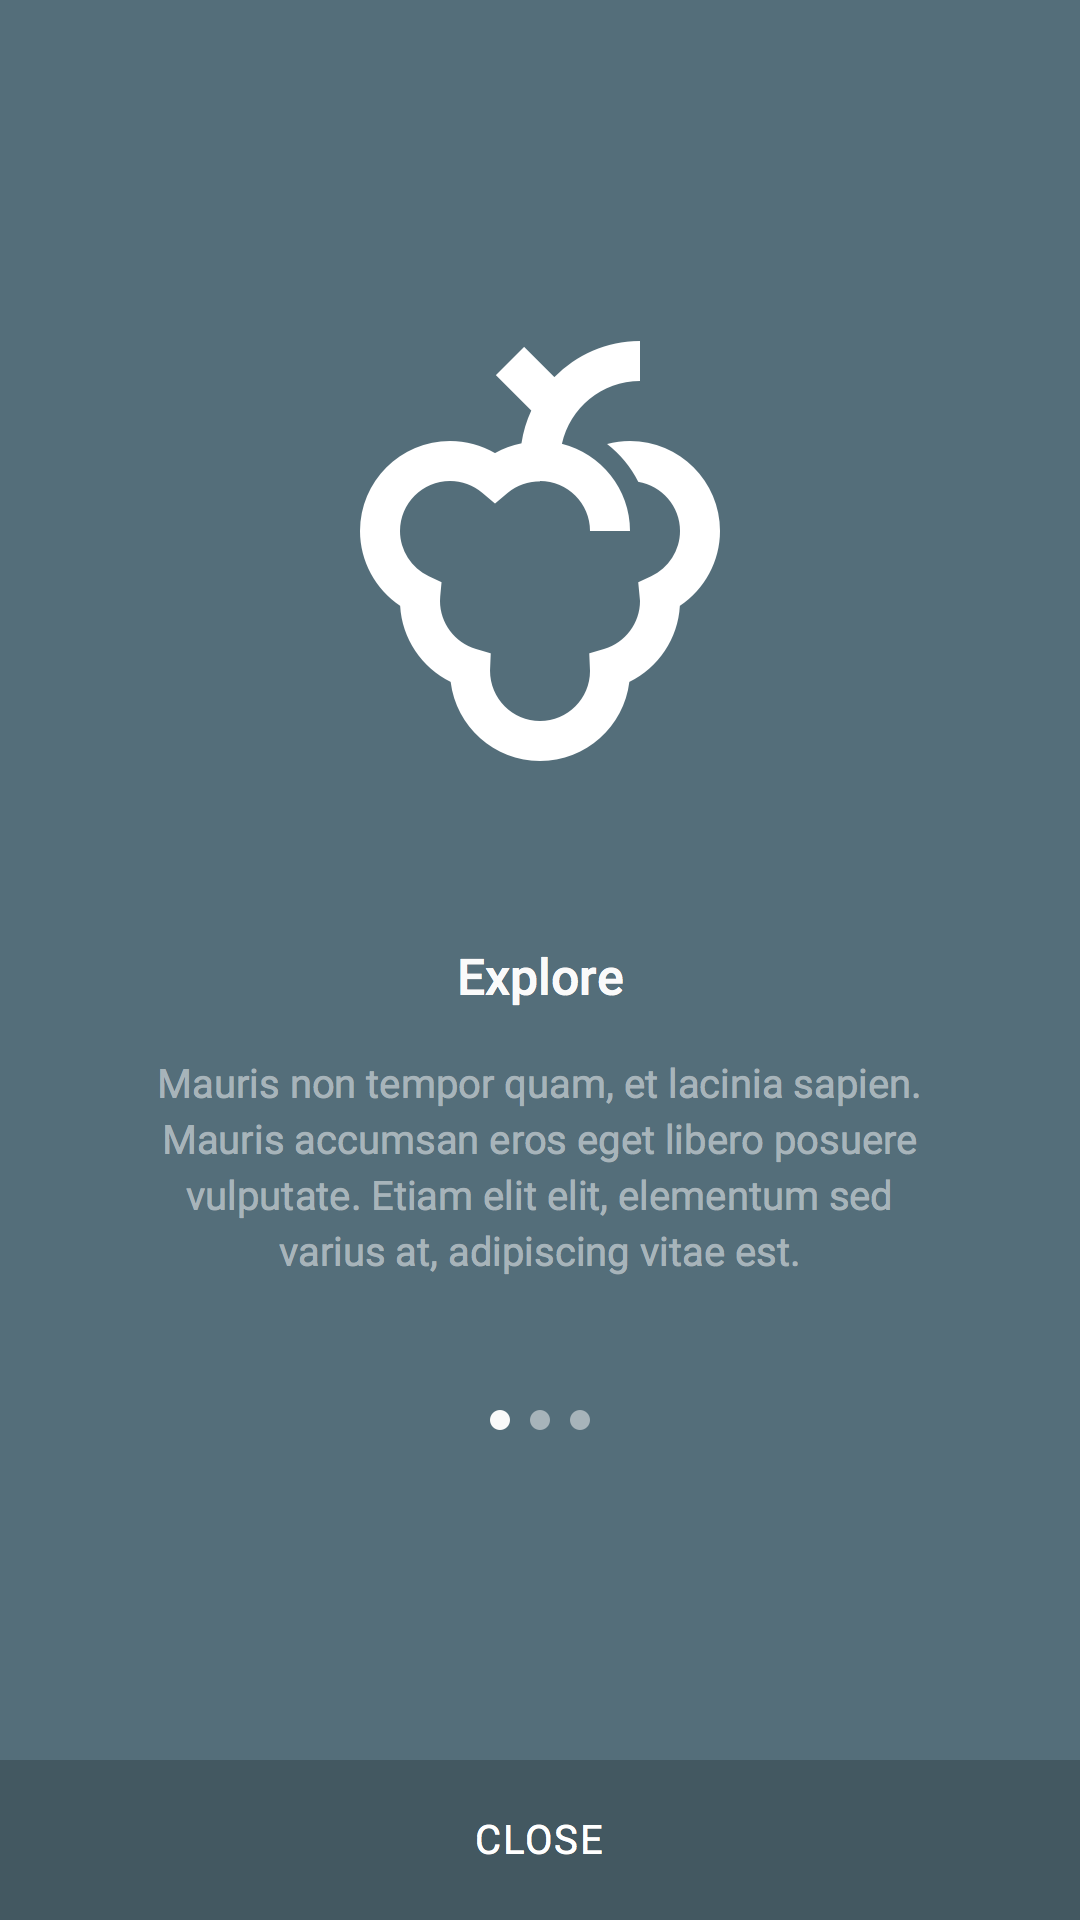 Explore
Mauris non tempor quam, et lacinia sapien.
Mauris accumsan eros eget libero posuere
vulputate. Etiam elit elit, elementum sed
varius at, adipiscing vitae est.
CLOSE